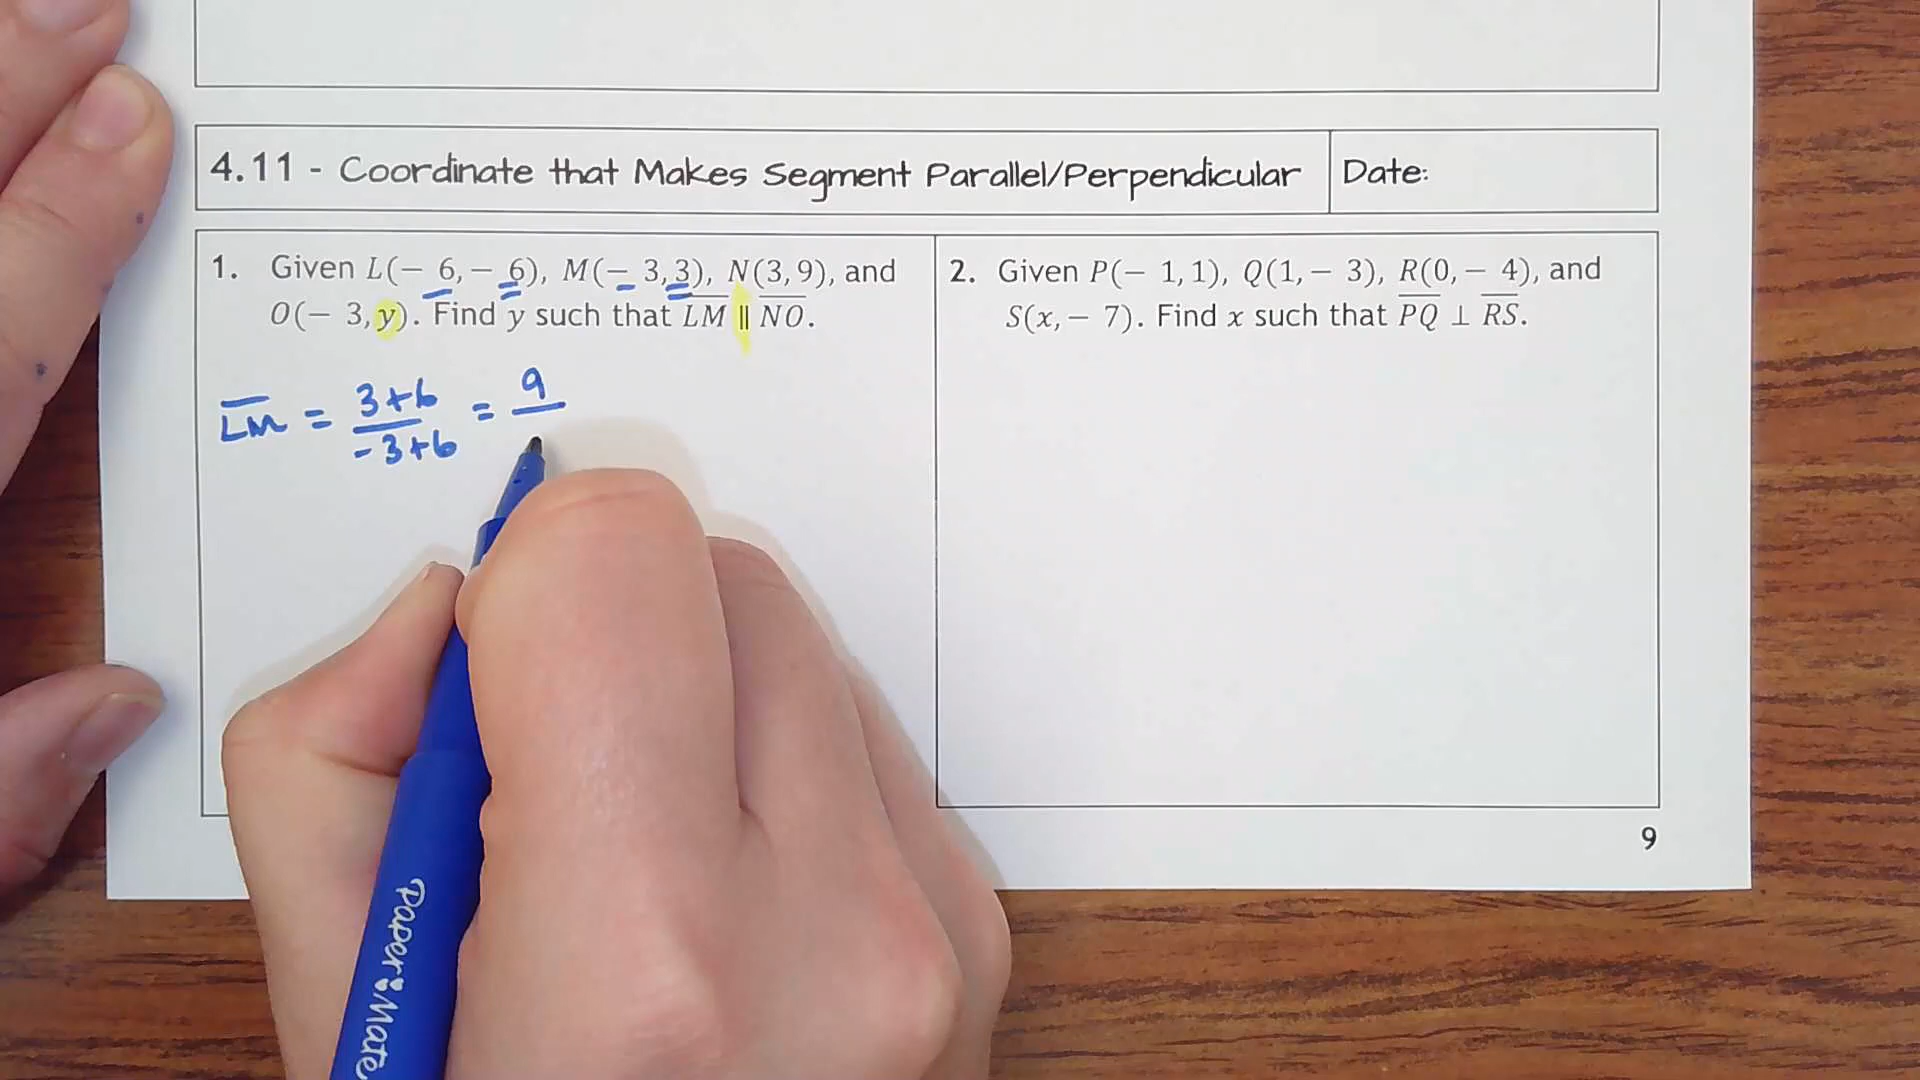 4.11 - Coordinate that Makes Segment Parallel/Perpendicular
Date:
1. Given L(− 6,− 6), M(− 3,3), N(3,9), and
O(− 3,y). Find y such that LM ∥ NO.
LM = 3+6 / -3+6 = 9
2. Given P(− 1,1), Q(1,− 3), R(0,− 4), and
S(x,− 7). Find x such that PQ ⊥ RS.
9
Paper Mate